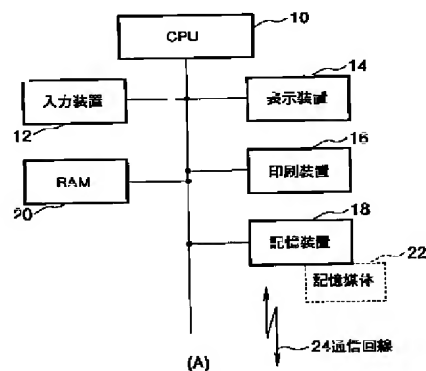 CPU
10
入力装置
12
表示装置
14
印刷装置
16
RAM
20
記憶装置
18
記憶媒体
22
24通信回線
(A)